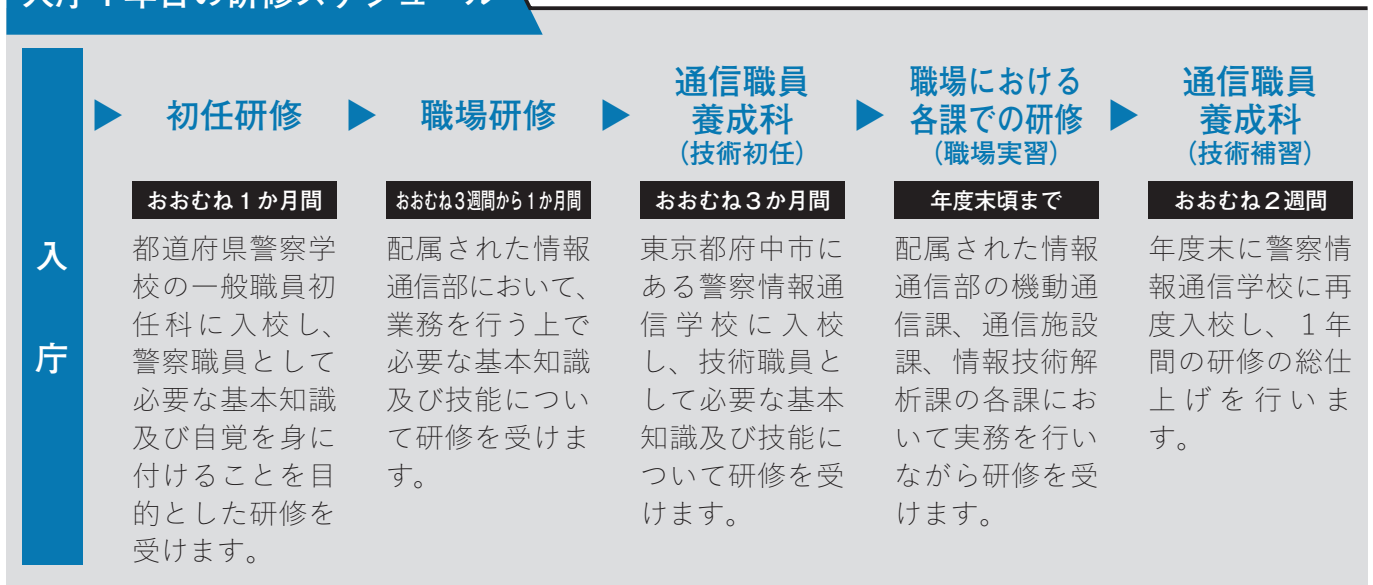 入庁1年目の研修スケジュール
入庁
初任研修
おおむね1か月間
都道府県警察学
校の一般職員初
任科に入校し、
警察職員として
必要な基本知識
及び自覚を身に
付けることを目
的とした研修を
受けます。
職場研修
おおむね3週間から1か月間
配属された情報
通信部において、
業務を行う上で
必要な基本知識
及び技能につい
て研修を受けま
す。
通信職員
養成科
(技術初任)
おおむね3か月間
東京都府中市に
ある警察情報通
信学校に入校
し、技術職員と
して必要な基本
知識及び技能に
ついて研修を受
けます。
職場における
各課での研修
(職場実習)
年度末頃まで
配属された情報
通信部の機動通
信課、通信施設
課、情報技術解
析課の各課にお
いて実務を行い
ながら研修を受
けます。
通信職員
養成科
(技術補習)
おおむね2週間
年度末に警察情
報通信学校に再
度入校し、1年
間の研修の総仕
上げを行いま
す。